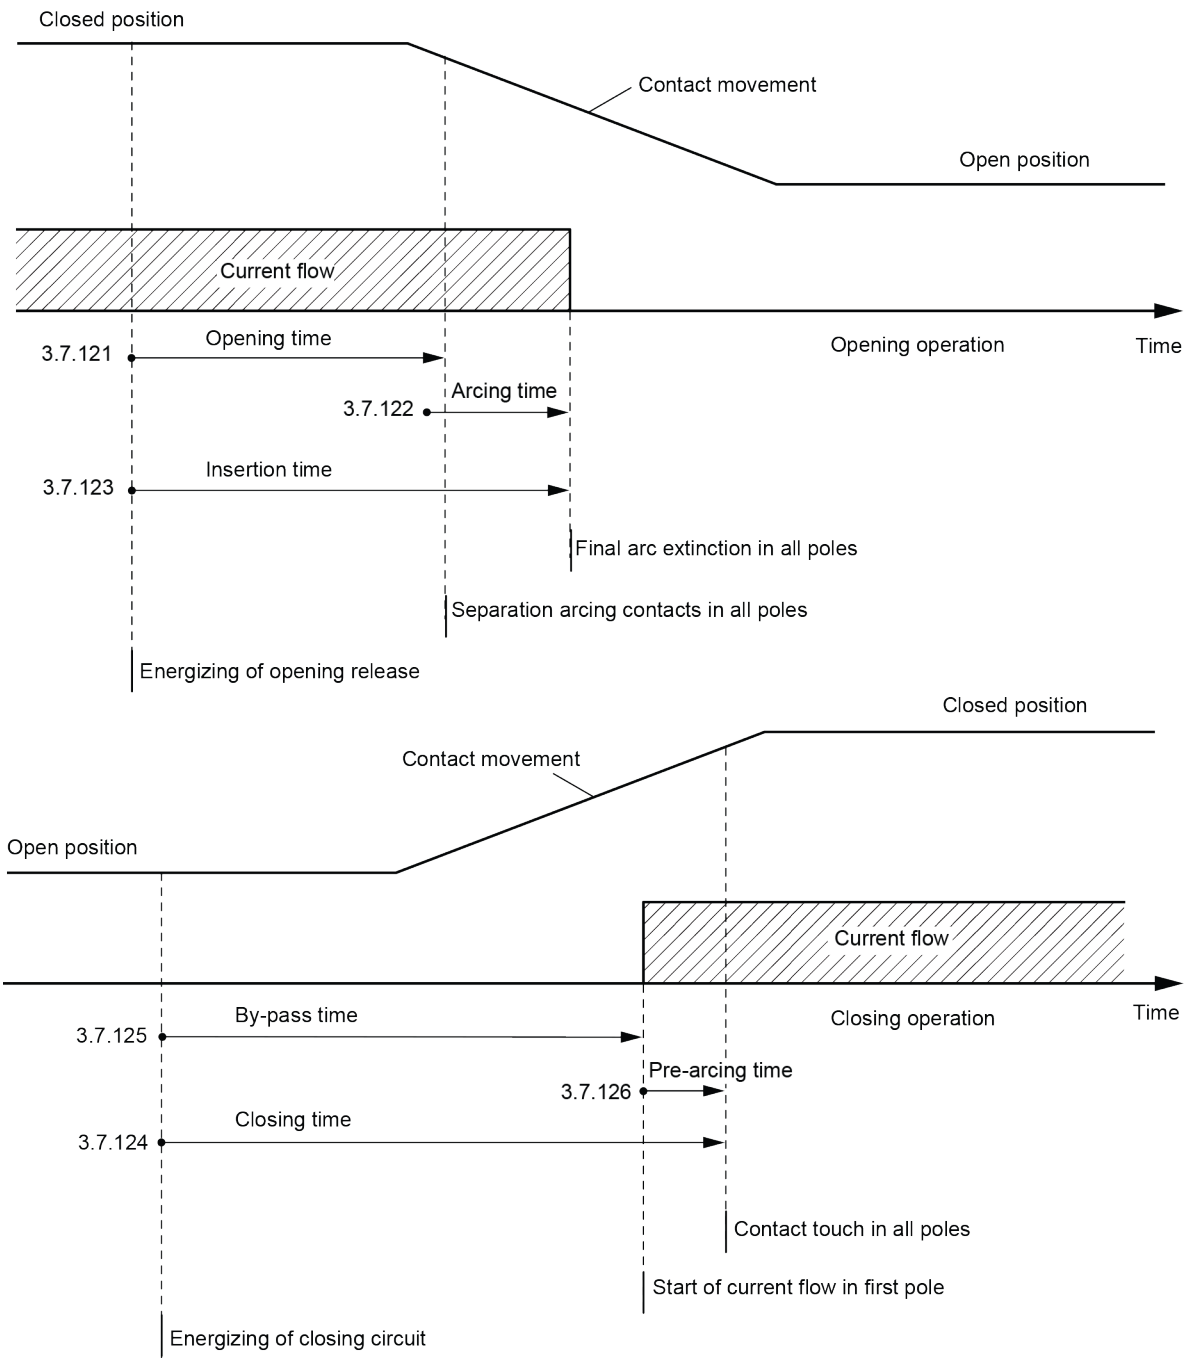 Closed position
Contact movement
Open position
Current flow
Opening time
3.7.121
Opening operation
Time
Arcing time
3.7.122
Insertion time
3.7.123
Final arc extinction in all poles
Separation arcing contacts in all poles
Energizing of opening release
Closed position
Contact movement
Open position
Current flow
By-pass time
Closing operation
Time
3.7.125
Pre-arcing time
3.7.126
Closing time
3.7.124
Contact touch in all poles
Start of current flow in first pole
Energizing of closing circuit